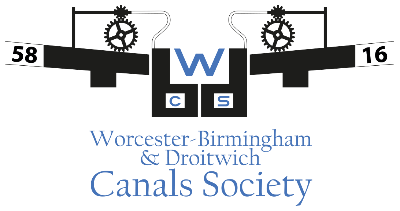 58 W 16
C S
Worcester-Birmingham
& Droitwich
Canals Society